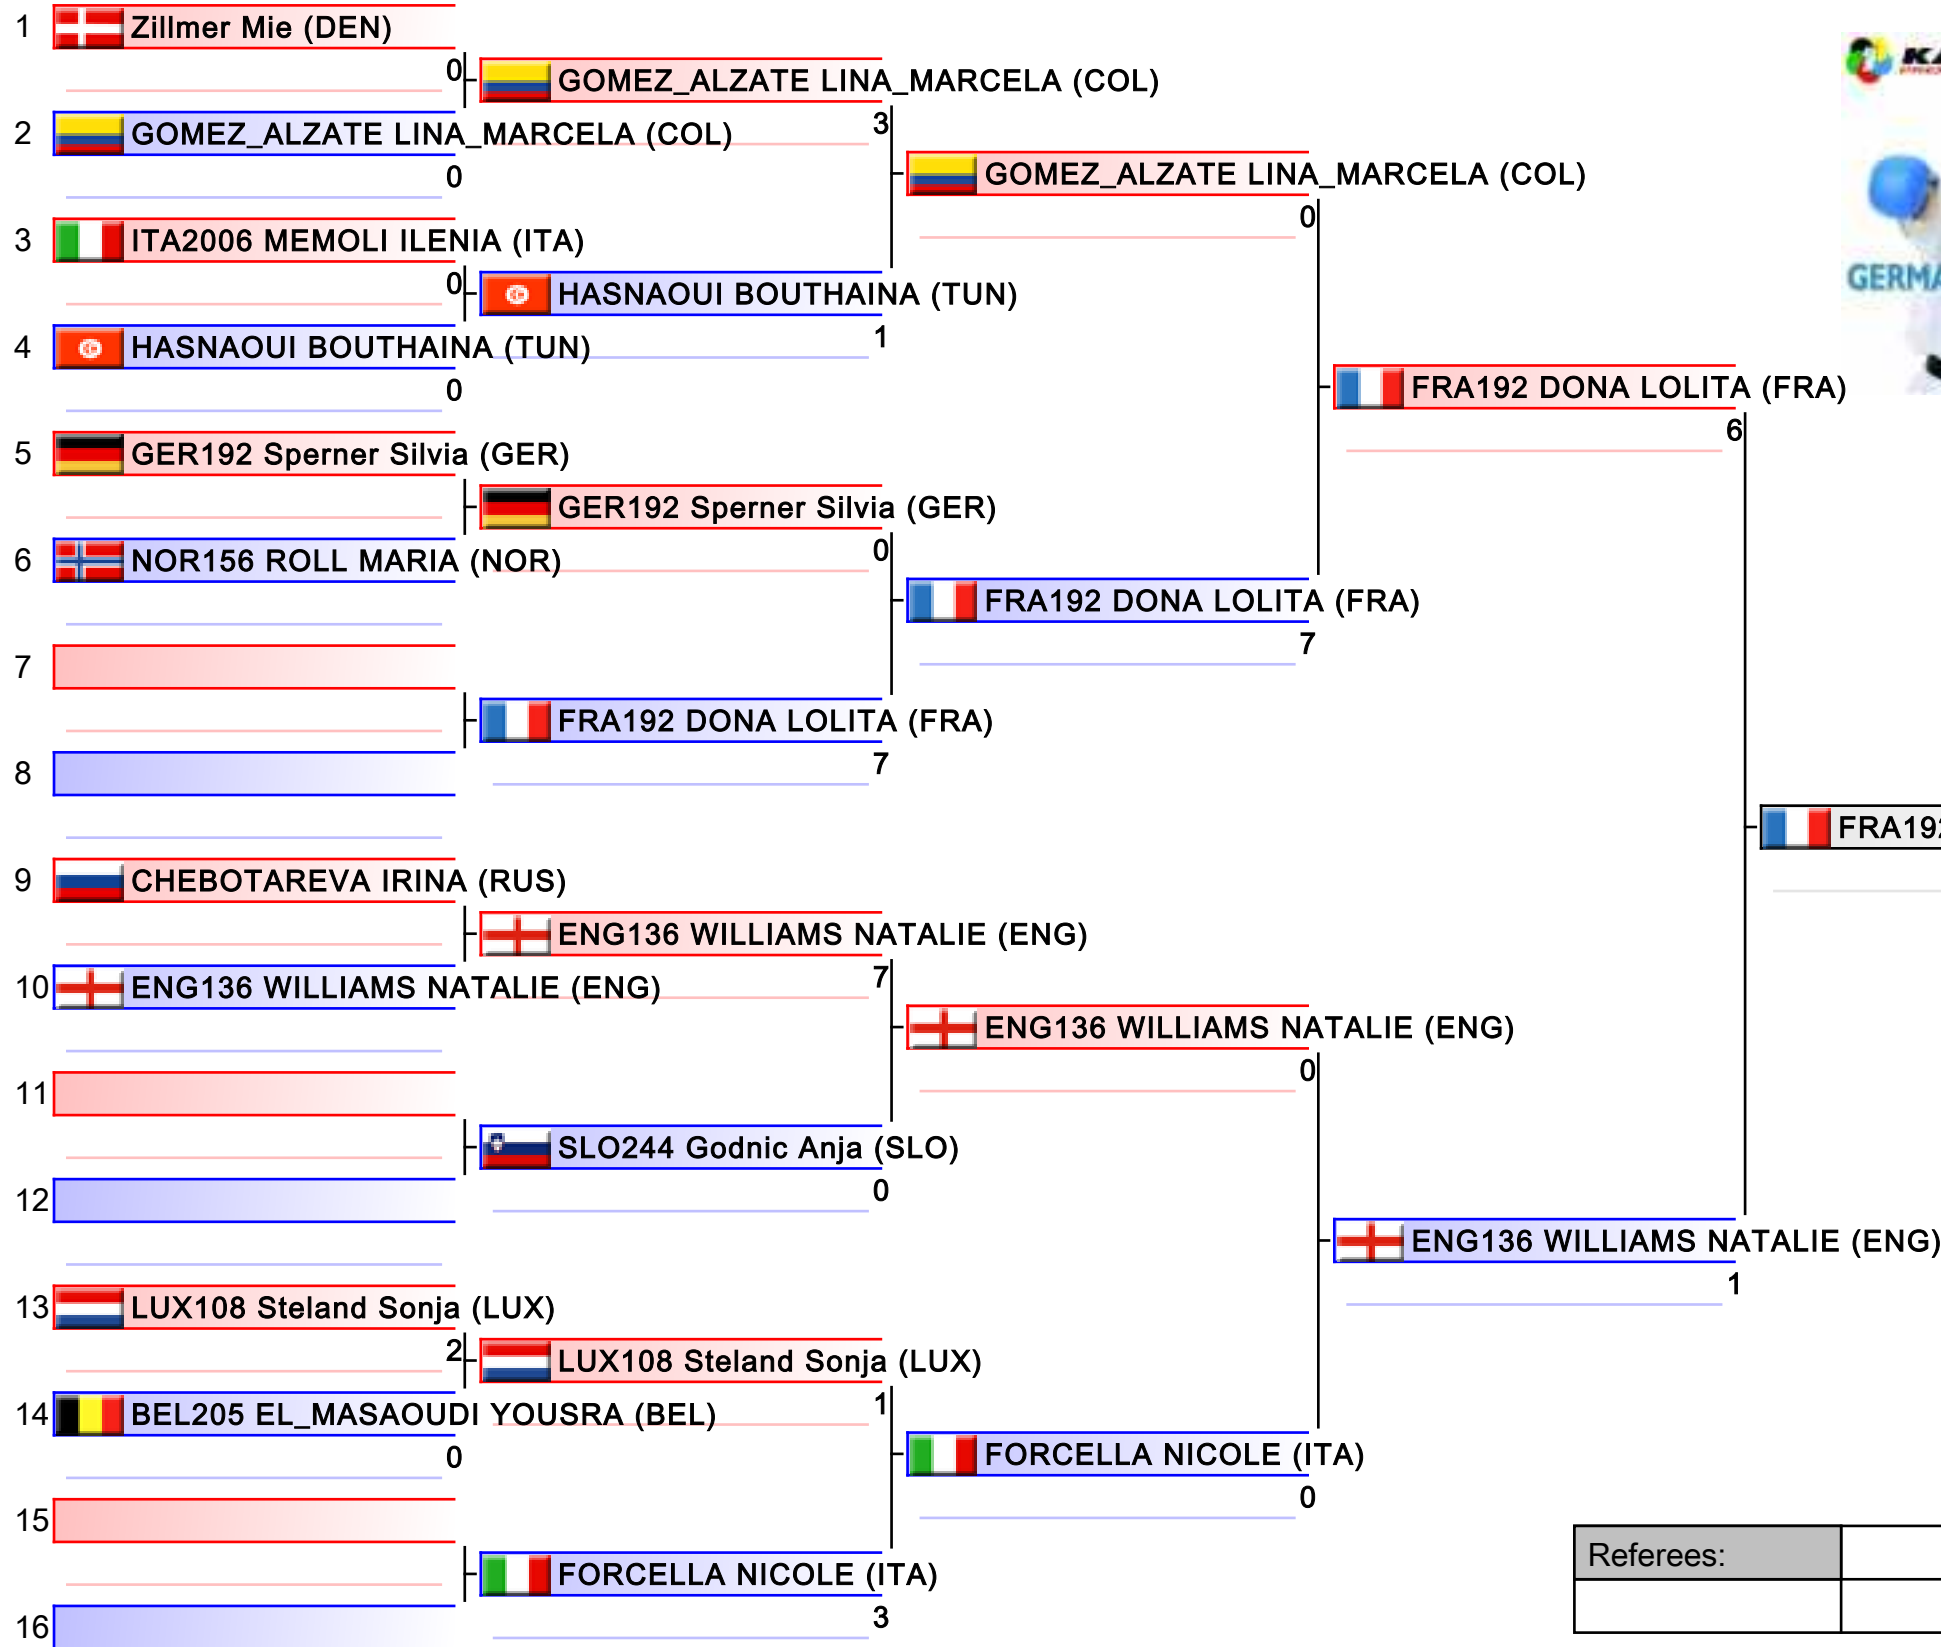 1 Zillmer Mie (DEN)
0
GOMEZ_ALZATE LINA_MARCELA (COL)
3
2 GOMEZ_ALZATE LINA_MARCELA (COL)
0
GOMEZ_ALZATE LINA_MARCELA (COL)
0
3 ITA2006 MEMOLI ILENIA (ITA)
0
HASNAOUI BOUTHAINA (TUN)
1
4 HASNAOUI BOUTHAINA (TUN)
0
FRA192 DONA LOLITA (FRA)
6
5 GER192 Sperner Silvia (GER)
GER192 Sperner Silvia (GER)
0
6 NOR156 ROLL MARIA (NOR)
FRA192 DONA LOLITA (FRA)
7
7
FRA192 DONA LOLITA (FRA)
7
8
FRA192
9 CHEBOTAREVA IRINA (RUS)
ENG136 WILLIAMS NATALIE (ENG)
7
10 ENG136 WILLIAMS NATALIE (ENG)
ENG136 WILLIAMS NATALIE (ENG)
0
11
SLO244 Godnic Anja (SLO)
0
12
ENG136 WILLIAMS NATALIE (ENG)
1
13 LUX108 Steland Sonja (LUX)
2
LUX108 Steland Sonja (LUX)
1
14 BEL205 EL_MASAOUDI YOUSRA (BEL)
0
FORCELLA NICOLE (ITA)
0
15
FORCELLA NICOLE (ITA)
3
16
Referees: